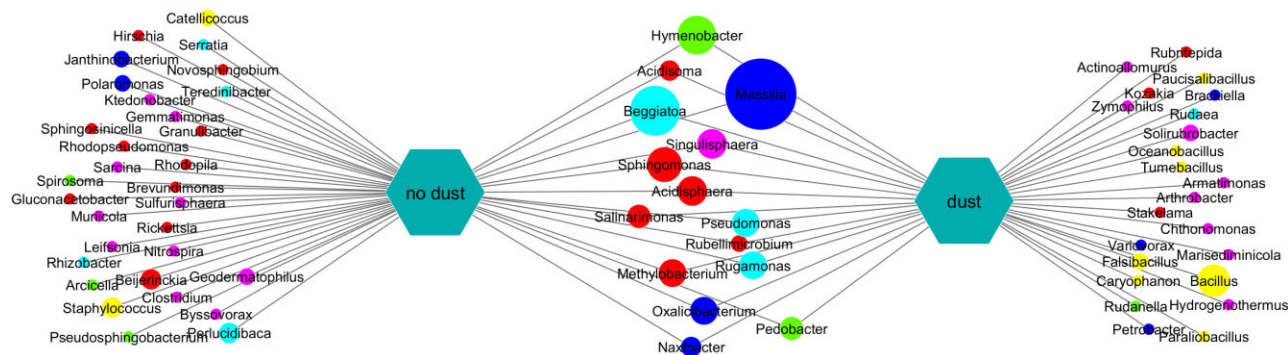 Catellicoccus
Hirschia
Serratia
Janthinobacterium
Novosphingobium
Polaromonas
Teredinibacter
Ktedonobacter
Gemmatimonas
Sphingosinicella
Granulibacter
Rhodopseudomonas
Sarcina
Rhodopila
Spirosoma
Brevundimonas
Gluconacetobacter
Sulfurisphaera
Muricola
Rickettsia
Leifsonia
Nitrospira
Rhizobacter
Beijerinckia
Geodermatophilus
Arcicella
Clostridium
Staphylococcus
Byssovorax
Pseudosphingobacterium
Perlucidibaca
no dust
Hymenobacter
Acidisoma
Massilia
Beggiatoa
Singulisphaera
Sphingomonas
Acidisphaera
Salinarimonas
Pseudomonas
Rubellimicrobium
Rugamonas
Methylobacterium
Oxalicibacterium
Pedobacter
Naxibacter
dust
Rubritepida
Actinoallomurus
Paucisalibacillus
Kozakia
Brackiella
Zymophilus
Rudaea
Solirubrobacter
Oceanobacillus
Tumebacillus
Armatimonas
Arthrobacter
Stakelama
Chthonomonas
Variovorax
Marisediminicola
Falsibacillus
Caryophanon
Bacillus
Rudanella
Hydrogenothermus
Petrobacter
Paraliobacillus